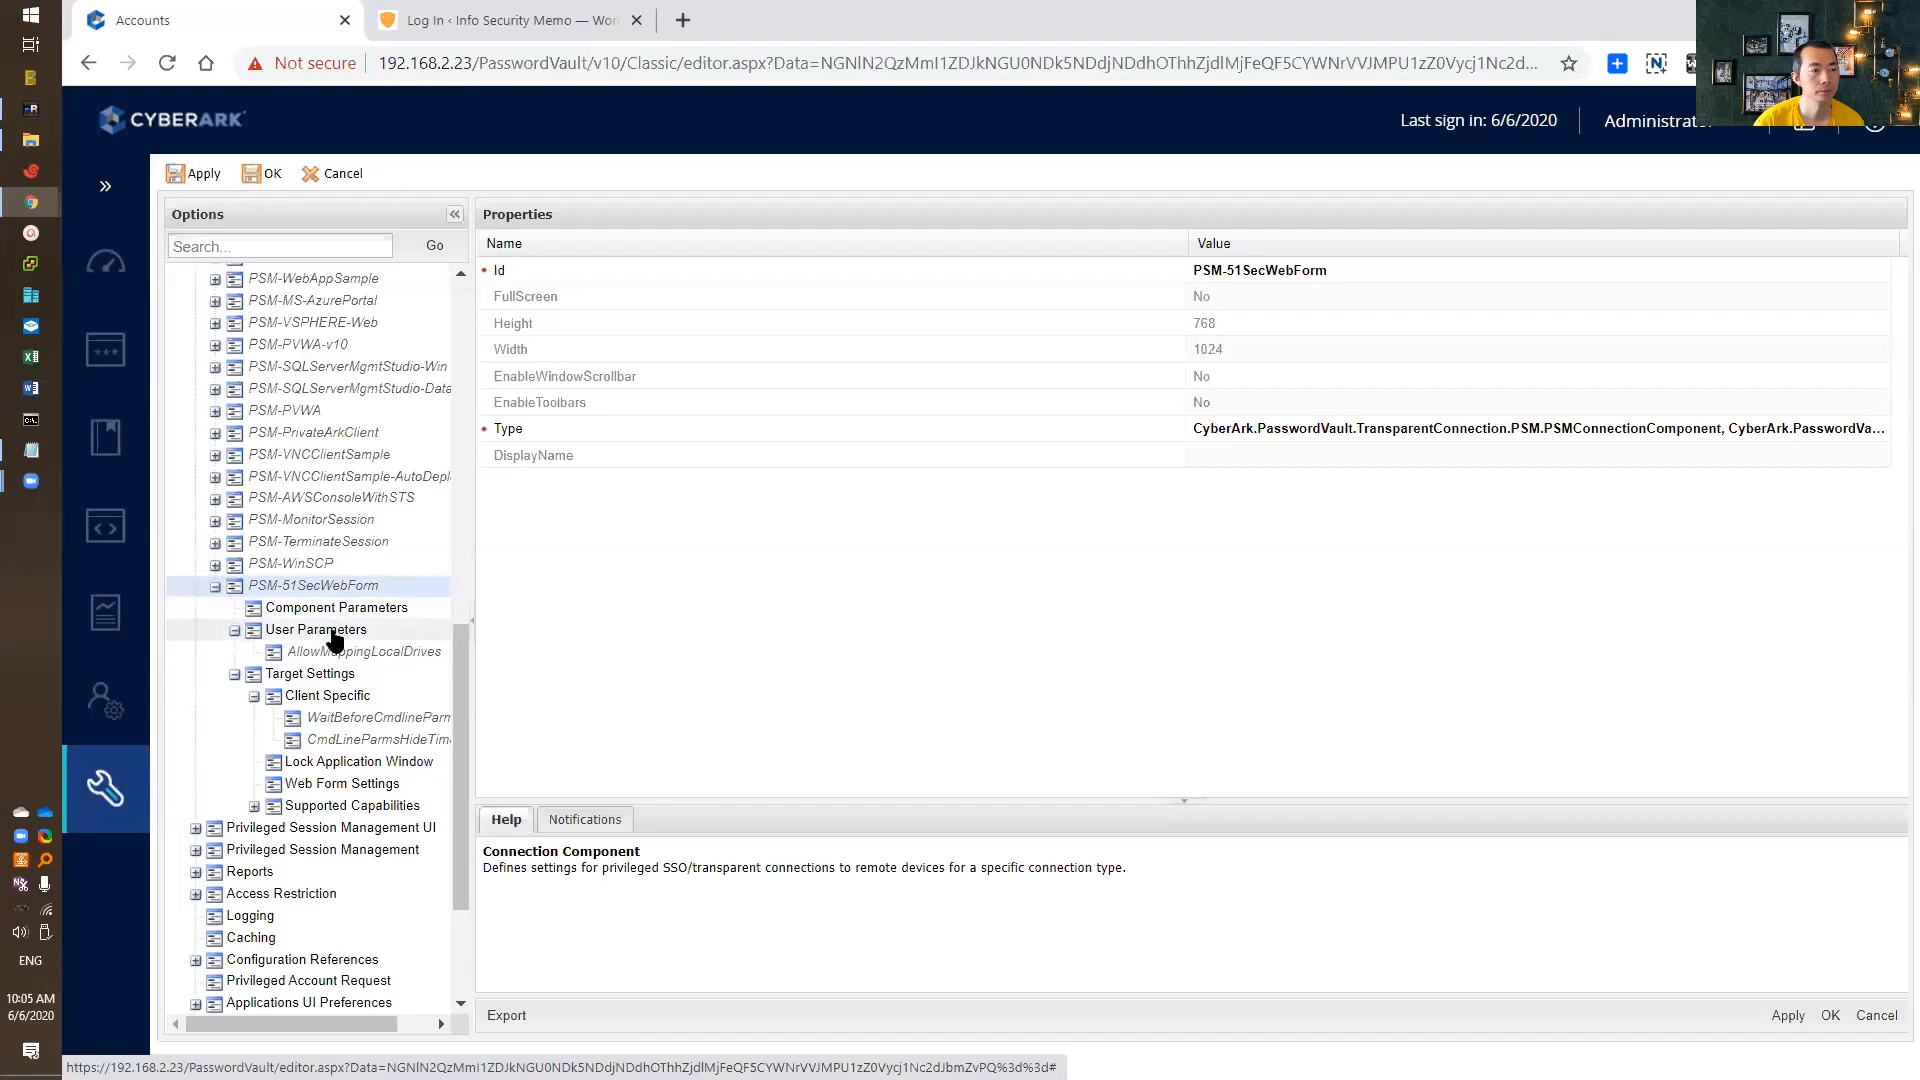 Accounts
Log In ‹ Info Security Memo — Wor
Not secure
192.168.2.23/PasswordVault/v10/Classic/editor.aspx?Data=NGNlN2QzMmI1ZDJkNGU0NDk5NDdjNDdhOThhZjdlMjFeQF5CYWNrVVJMPU1zZ0Vycj1Nc2d...
CYBERARK
Last sign in: 6/6/2020
Administrat
Apply
OK
Cancel
Options
Properties
Search...
Go
Name
Value
PSM-WebAppSample
Id
PSM-51SecWebForm
PSM-MS-AzurePortal
FullScreen
No
PSM-VSPHERE-Web
Height
768
PSM-PVWA-v10
Width
1024
PSM-SQLServerMgmtStudio-Win
EnableWindowScrollbar
No
PSM-SQLServerMgmtStudio-Data
EnableToolbars
No
PSM-PVWA
Type
CyberArk.PasswordVault.TransparentConnection.PSM.PSMConnectionComponent, CyberArk.PasswordVa...
PSM-PrivateArkClient
DisplayName
PSM-VNCClientSample
PSM-VNCClientSample-AutoDepl
PSM-AWSConsoleWithSTS
PSM-MonitorSession
PSM-TerminateSession
PSM-WinSCP
PSM-51SecWebForm
Component Parameters
User Parameters
AllowMappingLocalDrives
Target Settings
Client Specific
WaitBeforeCmdlineParm
CmdLineParmsHideTim
Lock Application Window
Web Form Settings
Supported Capabilities
Privileged Session Management UI
Privileged Session Management
Reports
Access Restriction
Logging
Caching
Configuration References
Privileged Account Request
Applications UI Preferences
Help
Notifications
Connection Component
Defines settings for privileged SSO/transparent connections to remote devices for a specific connection type.
Export
Apply
OK
Cancel
ENG
10:05 AM
6/6/2020
https://192.168.2.23/PasswordVault/editor.aspx?Data=NGNlN2QzMmI1ZDJkNGU0NDk5NDdjNDdhOThhZjdlMjFeQF5CYWNrVVJMPU1zZ0Vycj1Nc2dJbmZvPQ%3d%3d#